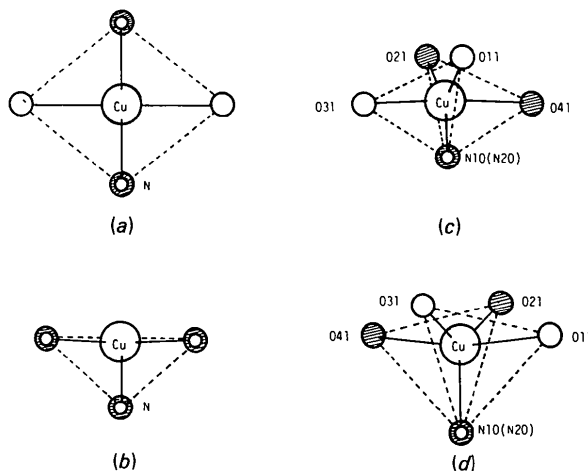 Cu
N
(a)
O21 O11
O31 Cu O41
N10(N20)
(c)
Cu
N
(b)
O31 O21
O41 Cu O1
N10(N20)
(d)